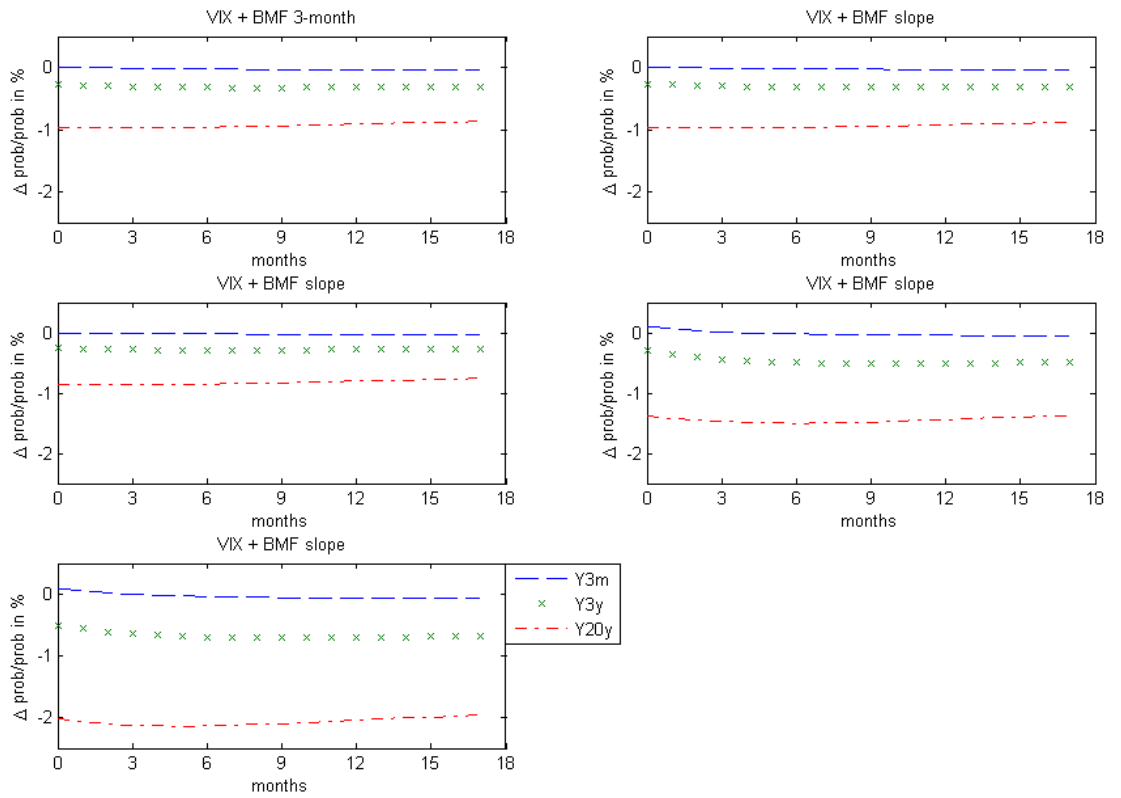 VIX + BMF 3-month
Δ prob/prob in %
0
-1
-2
0 3 6 9 12 15 18
months
VIX + BMF slope
Δ prob/prob in %
0
-1
-2
0 3 6 9 12 15 18
months
VIX + BMF slope
Δ prob/prob in %
0
-1
-2
0 3 6 9 12 15 18
months
VIX + BMF slope
Δ prob/prob in %
0
-1
-2
0 3 6 9 12 15 18
months
VIX + BMF slope
Δ prob/prob in %
0
-1
-2
0 3 6 9 12 15 18
months
Y3m
Y3y
Y20y